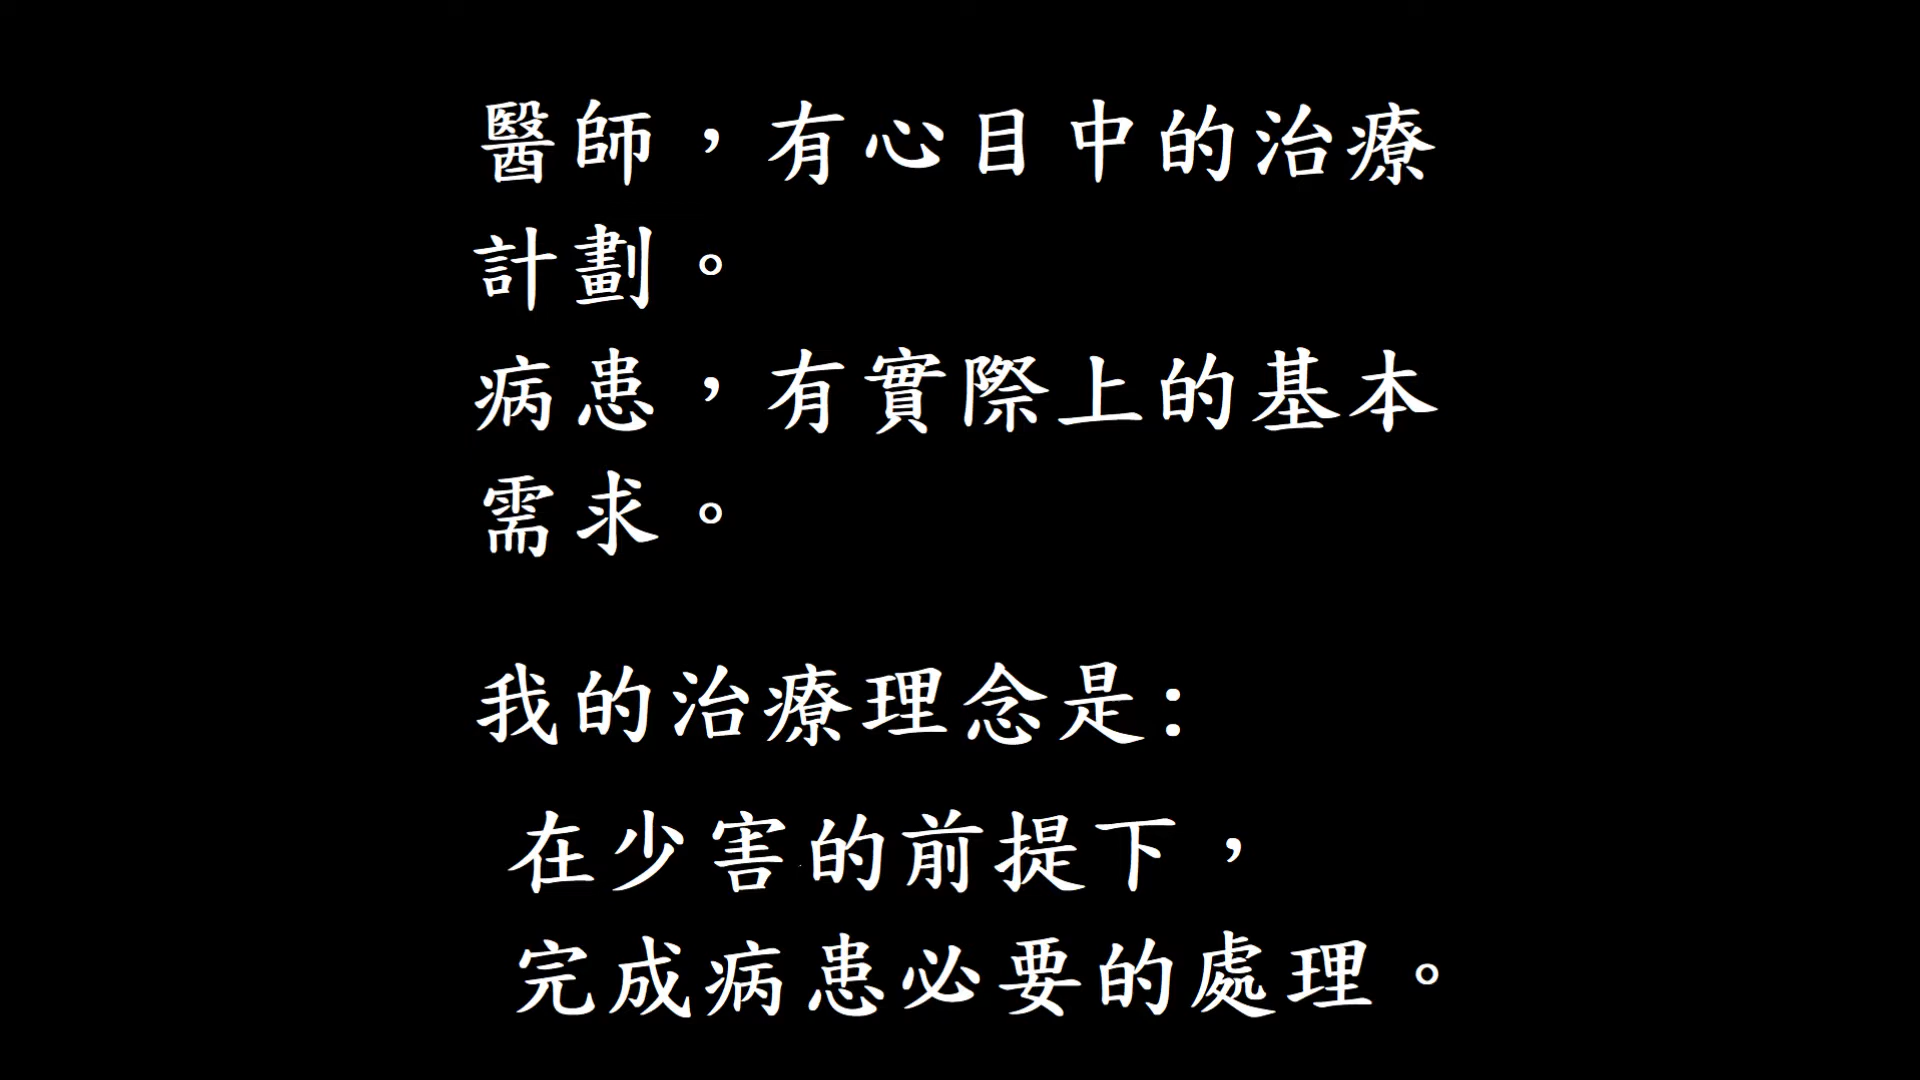 醫師，有心目中的治療
計劃。
病患，有實際上的基本
需求。
我的治療理念是:
在少害的前提下，
完成病患必要的處理。